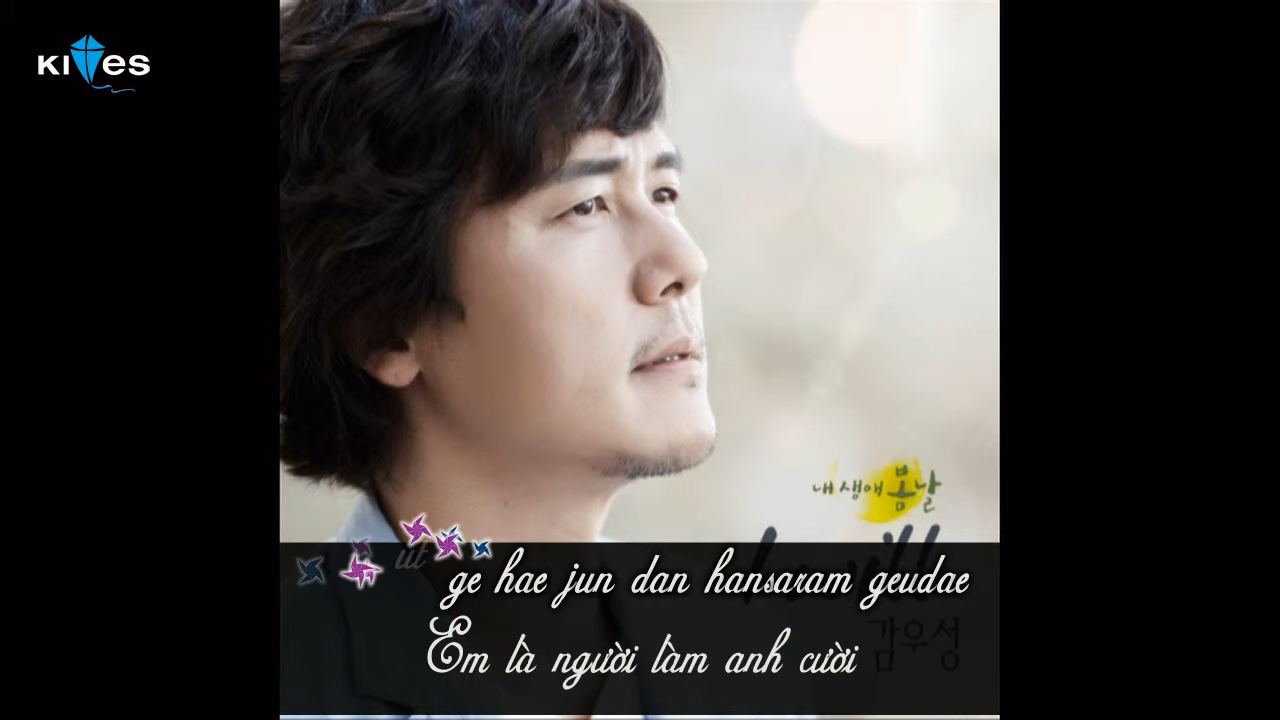 KITES
내 생애 봄날
ut ge hae jun dan hansaram geudae
감우성
Em là người làm anh cười